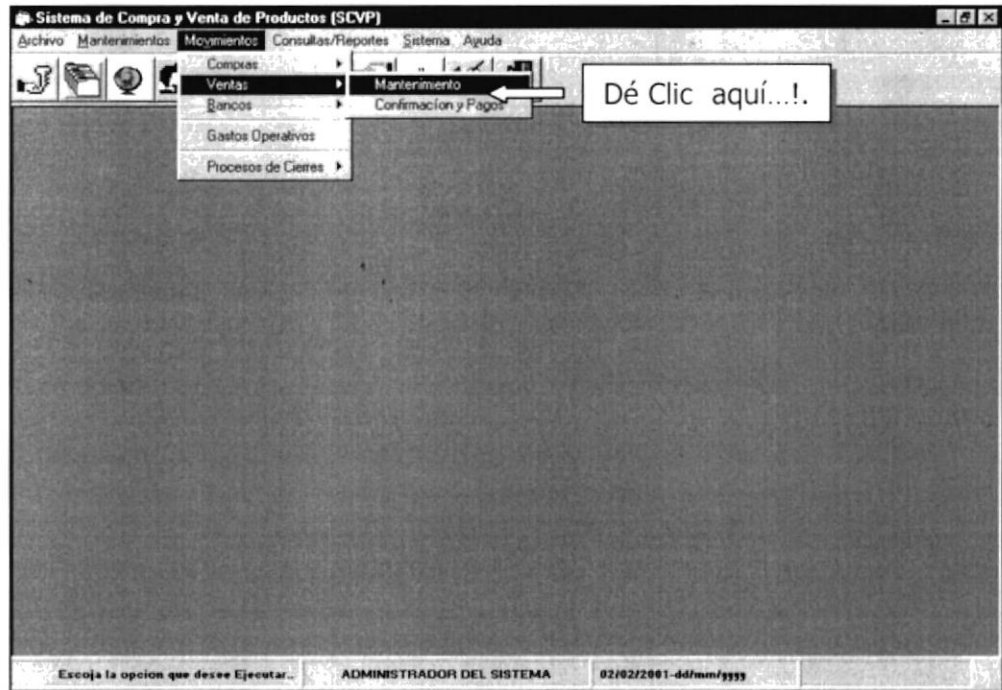 Sistema de Compra y Venta de Productos (SCVP)
Archivo Mantenimientos Movimientos Consultas/Reportes Sistema Ayuda
Compras
Ventas
Bancos
Gastos Operativos
Procesos de Cierres
Mantenimiento
Confirmacíon y Pagos
Dé Clic aquí...!.
Escoja la opcion que desee Ejecutar.. ADMINISTRADOR DEL SISTEMA 02/02/2001-dd/mm/yyyy